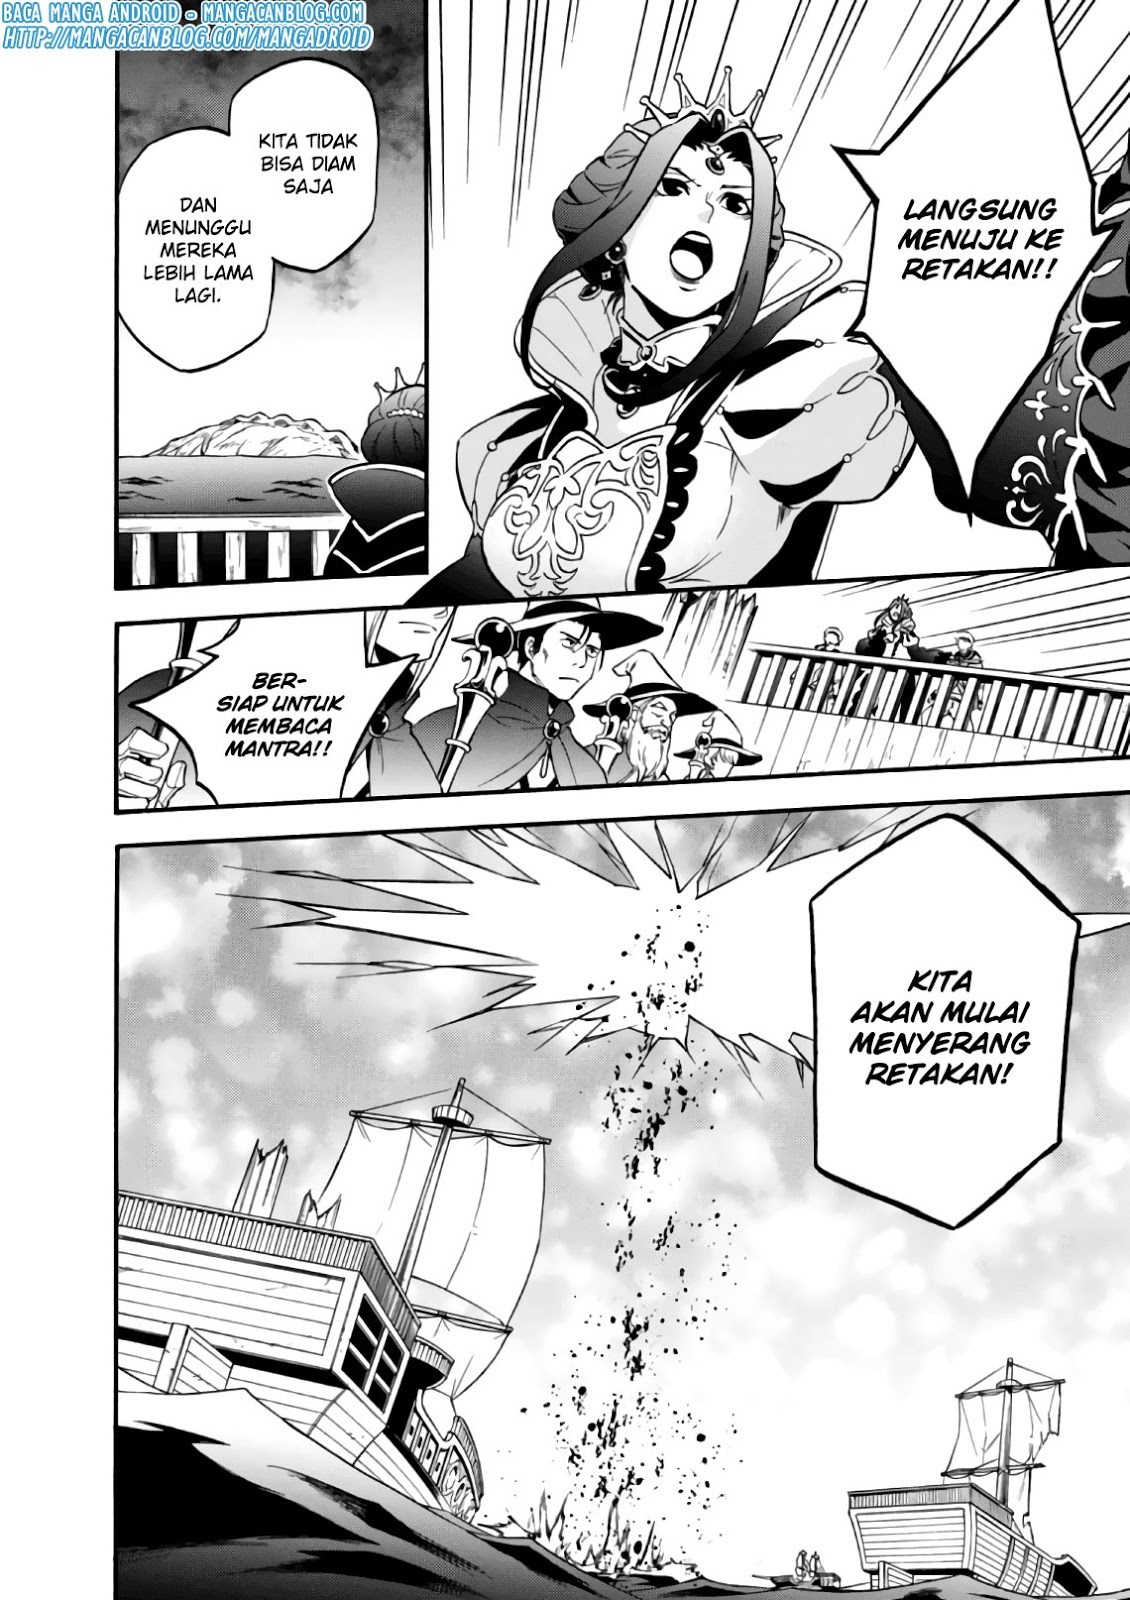 BACA MANGA ANDROID - MANGACANBLOG.COM
HTTP://MANGACANBLOG.COM/MANGADROID
LANGSUNG
MENUJU KE
RETAKAN!!
KITA TIDAK
BISA DIAM
SAJA
DAN
MENUNGGU
MEREKA
LEBIH LAMA
LAGI.
BER-
SIAP UNTUK
MEMBACA
MANTRA!!
KITA
AKAN MULAI
MENYERANG
RETAKAN!